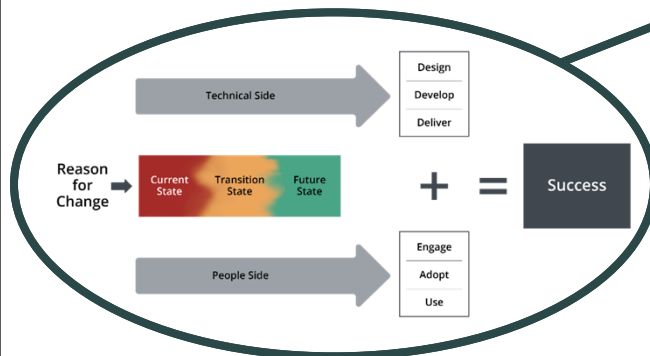 Technical Side
Design
Develop
Deliver
Reason
for
Change
Current
State
Transition
State
Future
State
+
=
Success
People Side
Engage
Adopt
Use